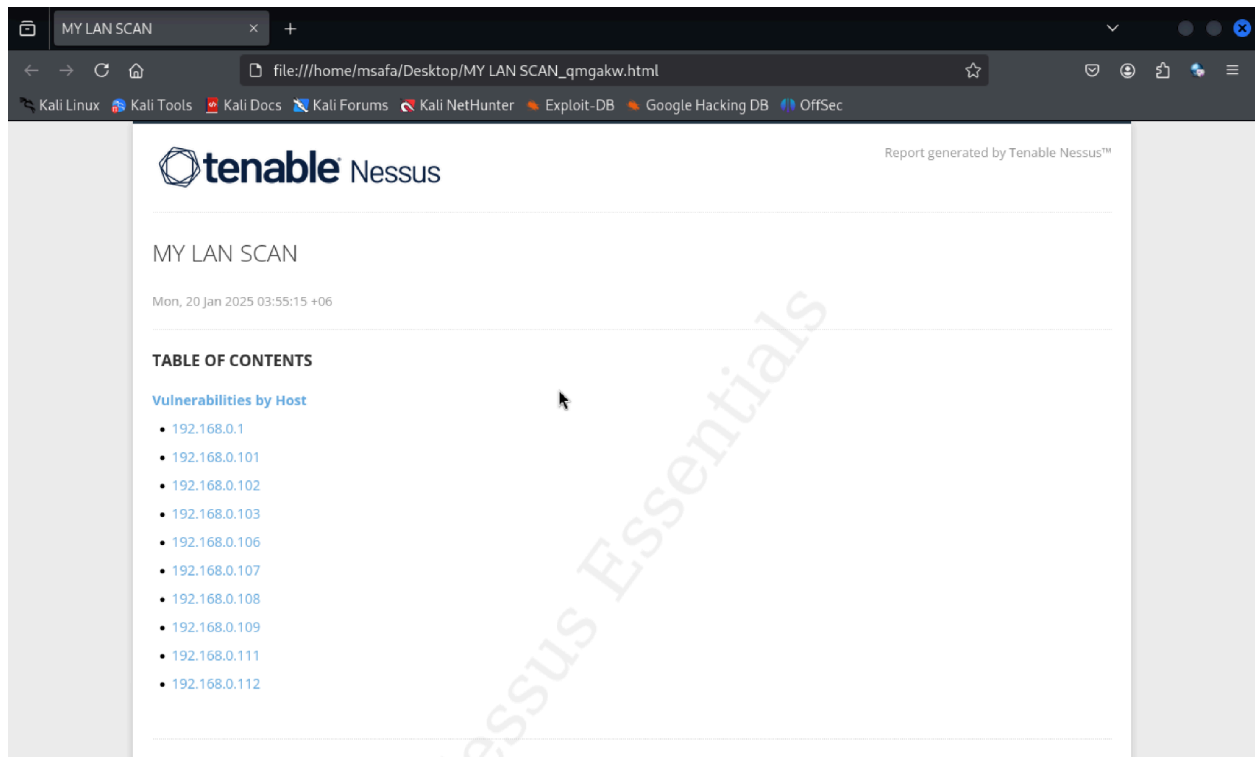 MY LAN SCAN
file:///home/msafa/Desktop/MY LAN SCAN_qmgakw.html
Kali Linux Kali Tools Kali Docs Kali Forums Kali NetHunter Exploit-DB Google Hacking DB OffSec
tenable Nessus
Report generated by Tenable Nessus™
MY LAN SCAN
Mon, 20 Jan 2025 03:55:15 +06
TABLE OF CONTENTS
Vulnerabilities by Host
• 192.168.0.1
• 192.168.0.101
• 192.168.0.102
• 192.168.0.103
• 192.168.0.106
• 192.168.0.107
• 192.168.0.108
• 192.168.0.109
• 192.168.0.111
• 192.168.0.112
essus Essentials